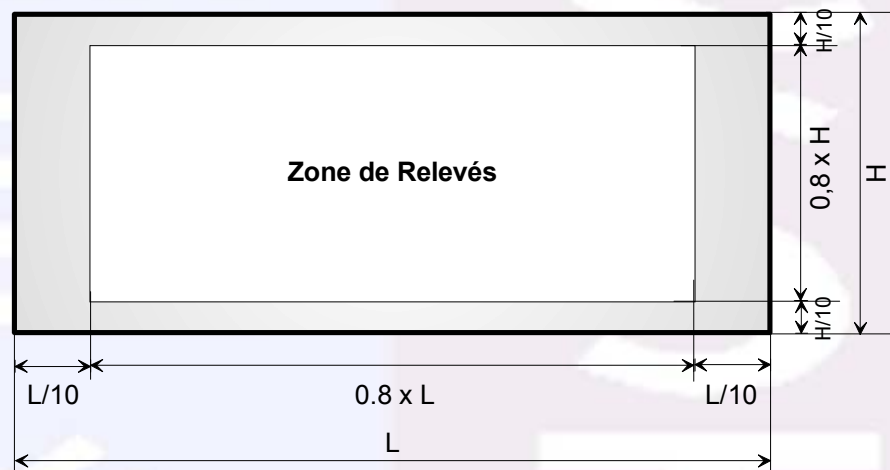 H/10
Zone de Relevés
0,8 x H
H
H/10
L/10
0.8 x L
L/10
L